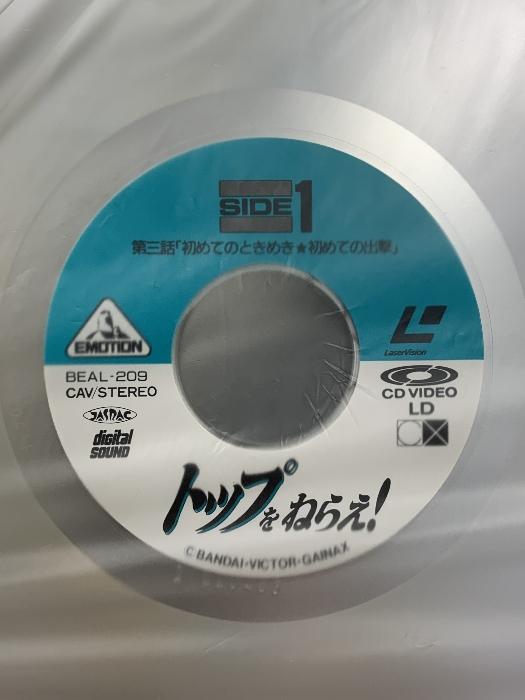 SIDE 1
第三話「初めてのときめき★初めての出撃」
EMOTION
LaserVision
BEAL-209
CAV/STEREO
JASRAC
digital
SOUND
CD VIDEO
LD
トップをねらえ!
© BANDAI・VICTOR・GAINAX